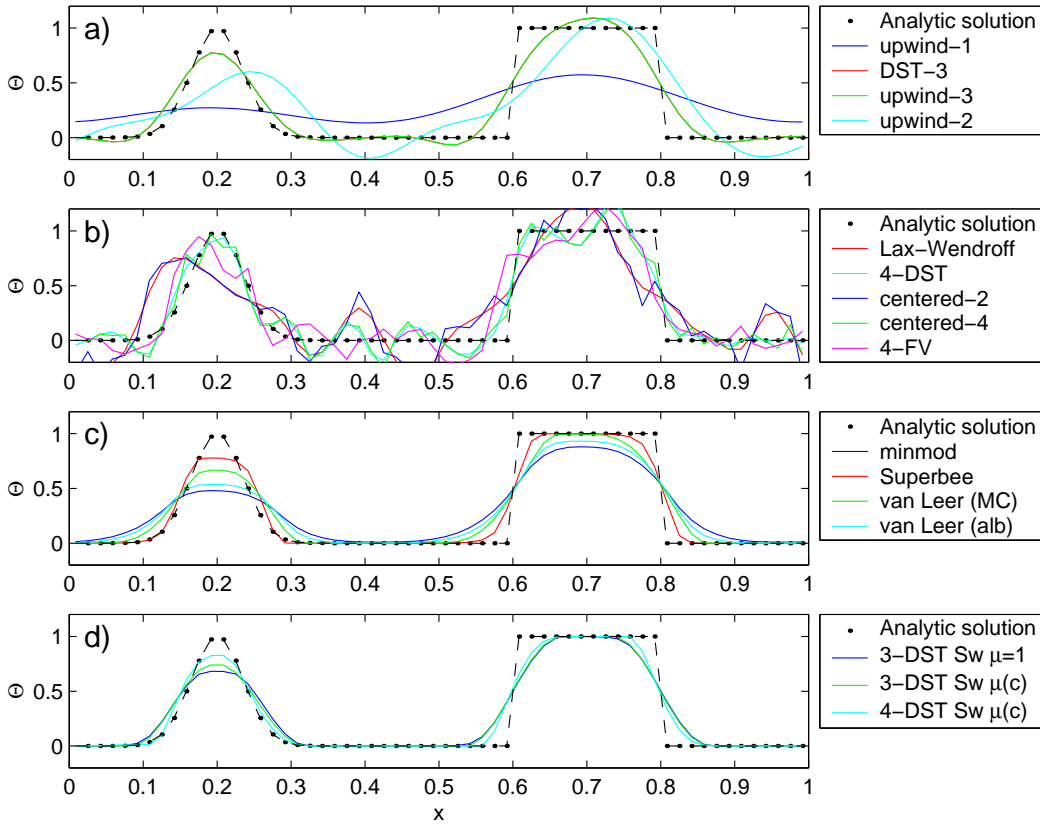 a)
1
0.5
0
Θ
0 0.1 0.2 0.3 0.4 0.5 0.6 0.7 0.8 0.9 1
Analytic solution
upwind−1
DST−3
upwind−3
upwind−2
b)
1
0.5
0
Θ
0 0.1 0.2 0.3 0.4 0.5 0.6 0.7 0.8 0.9 1
Analytic solution
Lax−Wendroff
4−DST
centered−2
centered−4
4−FV
c)
1
0.5
0
Θ
0 0.1 0.2 0.3 0.4 0.5 0.6 0.7 0.8 0.9 1
Analytic solution
minmod
Superbee
van Leer (MC)
van Leer (alb)
d)
1
0.5
0
Θ
0 0.1 0.2 0.3 0.4 0.5 0.6 0.7 0.8 0.9 1
x
Analytic solution
3−DST Sw μ=1
3−DST Sw μ(c)
4−DST Sw μ(c)